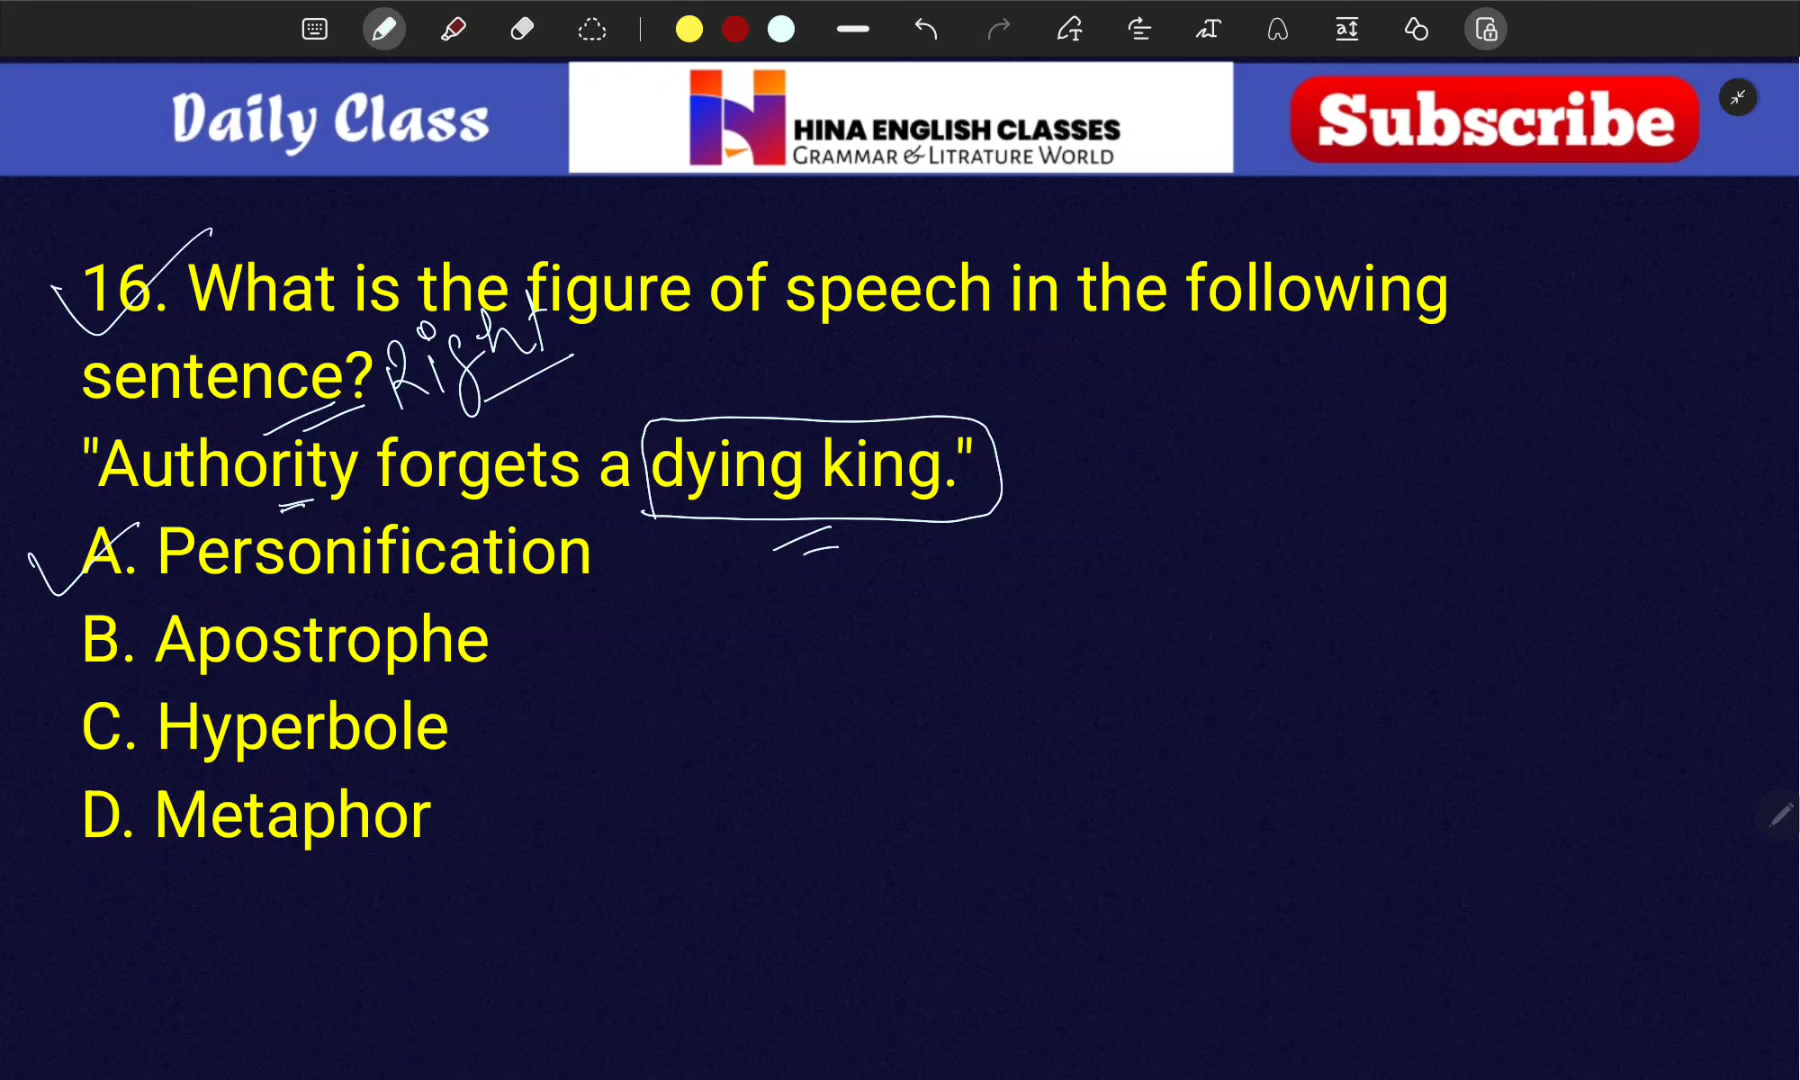 Daily Class
HINA ENGLISH CLASSES
GRAMMAR & LITRATURE WORLD
Subscribe
16. What is the figure of speech in the following
sentence? Right
"Authority forgets a dying king."
A. Personification
B. Apostrophe
C. Hyperbole
D. Metaphor